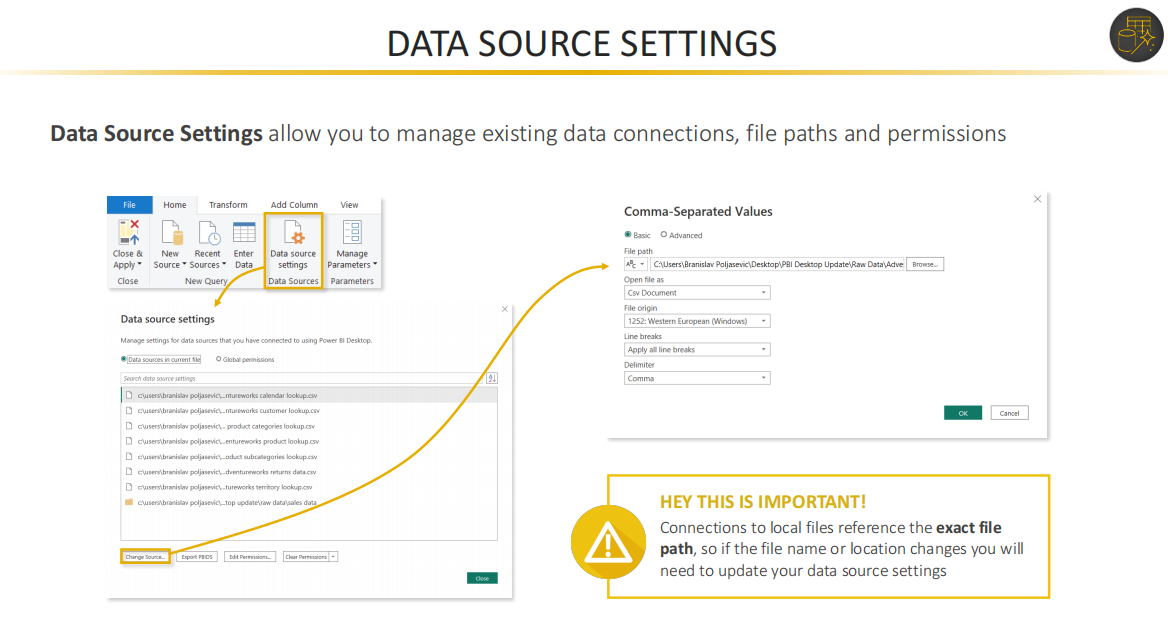 DATA SOURCE SETTINGS
Data Source Settings allow you to manage existing data connections, file paths and permissions
File Home Transform Add Column View
Close & Apply
New Source
Recent Sources
Enter Data
Data source settings
Manage Parameters
Close New Query Data Sources Parameters
Data source settings
Manage settings for data sources that you have connected to using Power BI Desktop.
Data sources in current file Global permissions
Search data source settings
c:\users\branislav poljasevic\...ntureworks calendar lookup.csv
c:\users\branislav poljasevic\...ntureworks customer lookup.csv
c:\users\branislav poljasevic\... product categories lookup.csv
c:\users\branislav poljasevic\...entureworks product lookup.csv
c:\users\branislav poljasevic\...oduct subcategories lookup.csv
c:\users\branislav poljasevic\...dventureworks returns data.csv
c:\users\branislav poljasevic\...tureworks territory lookup.csv
c:\users\branislav poljasevic\...top update\raw data\sales data
Change Source... Export PBIDS Edit Permissions... Clear Permissions
Close
Comma-Separated Values
Basic Advanced
File path
ABC C:\Users\Branislav Poljasevic\Desktop\PBI Desktop Update\Raw Data\Adve Browse...
Open file as
Csv Document
File origin
1252: Western European (Windows)
Line breaks
Apply all line breaks
Delimiter
Comma
OK Cancel
HEY THIS IS IMPORTANT!
Connections to local files reference the exact file
path, so if the file name or location changes you will
need to update your data source settings